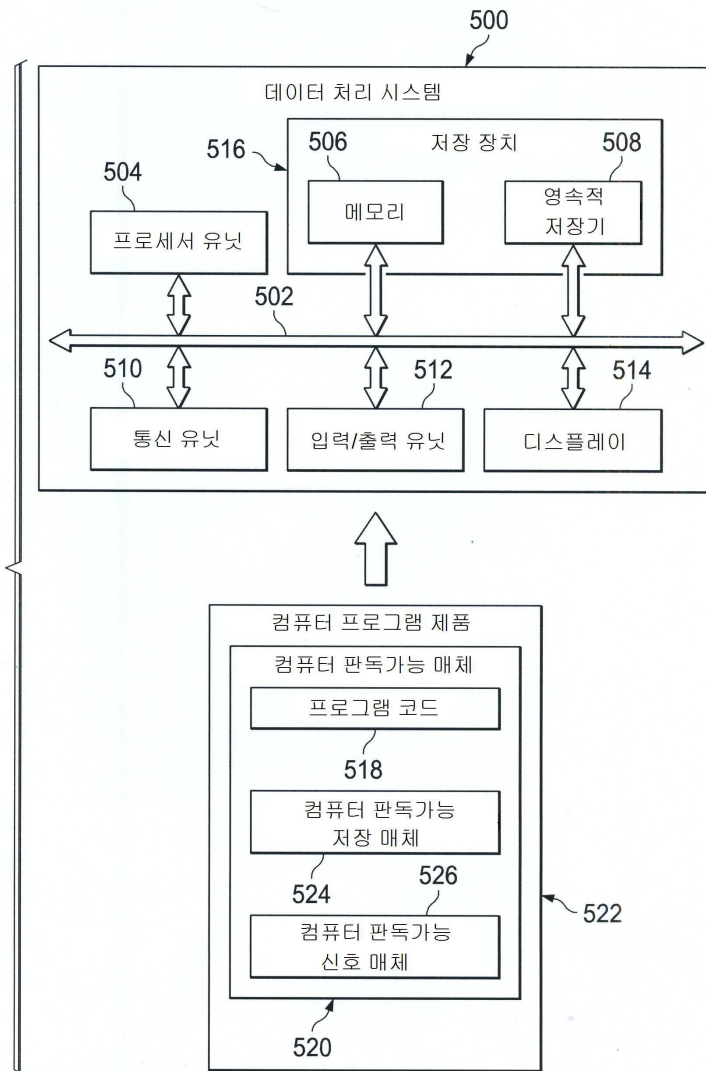 500
데이터 처리 시스템
516
506
저장 장치
508
504
메모리
영속적
저장기
프로세서 유닛
502
510
512
514
통신 유닛
입력/출력 유닛
디스플레이
컴퓨터 프로그램 제품
컴퓨터 판독가능 매체
프로그램 코드
518
컴퓨터 판독가능
저장 매체
524
526
522
컴퓨터 판독가능
신호 매체
520